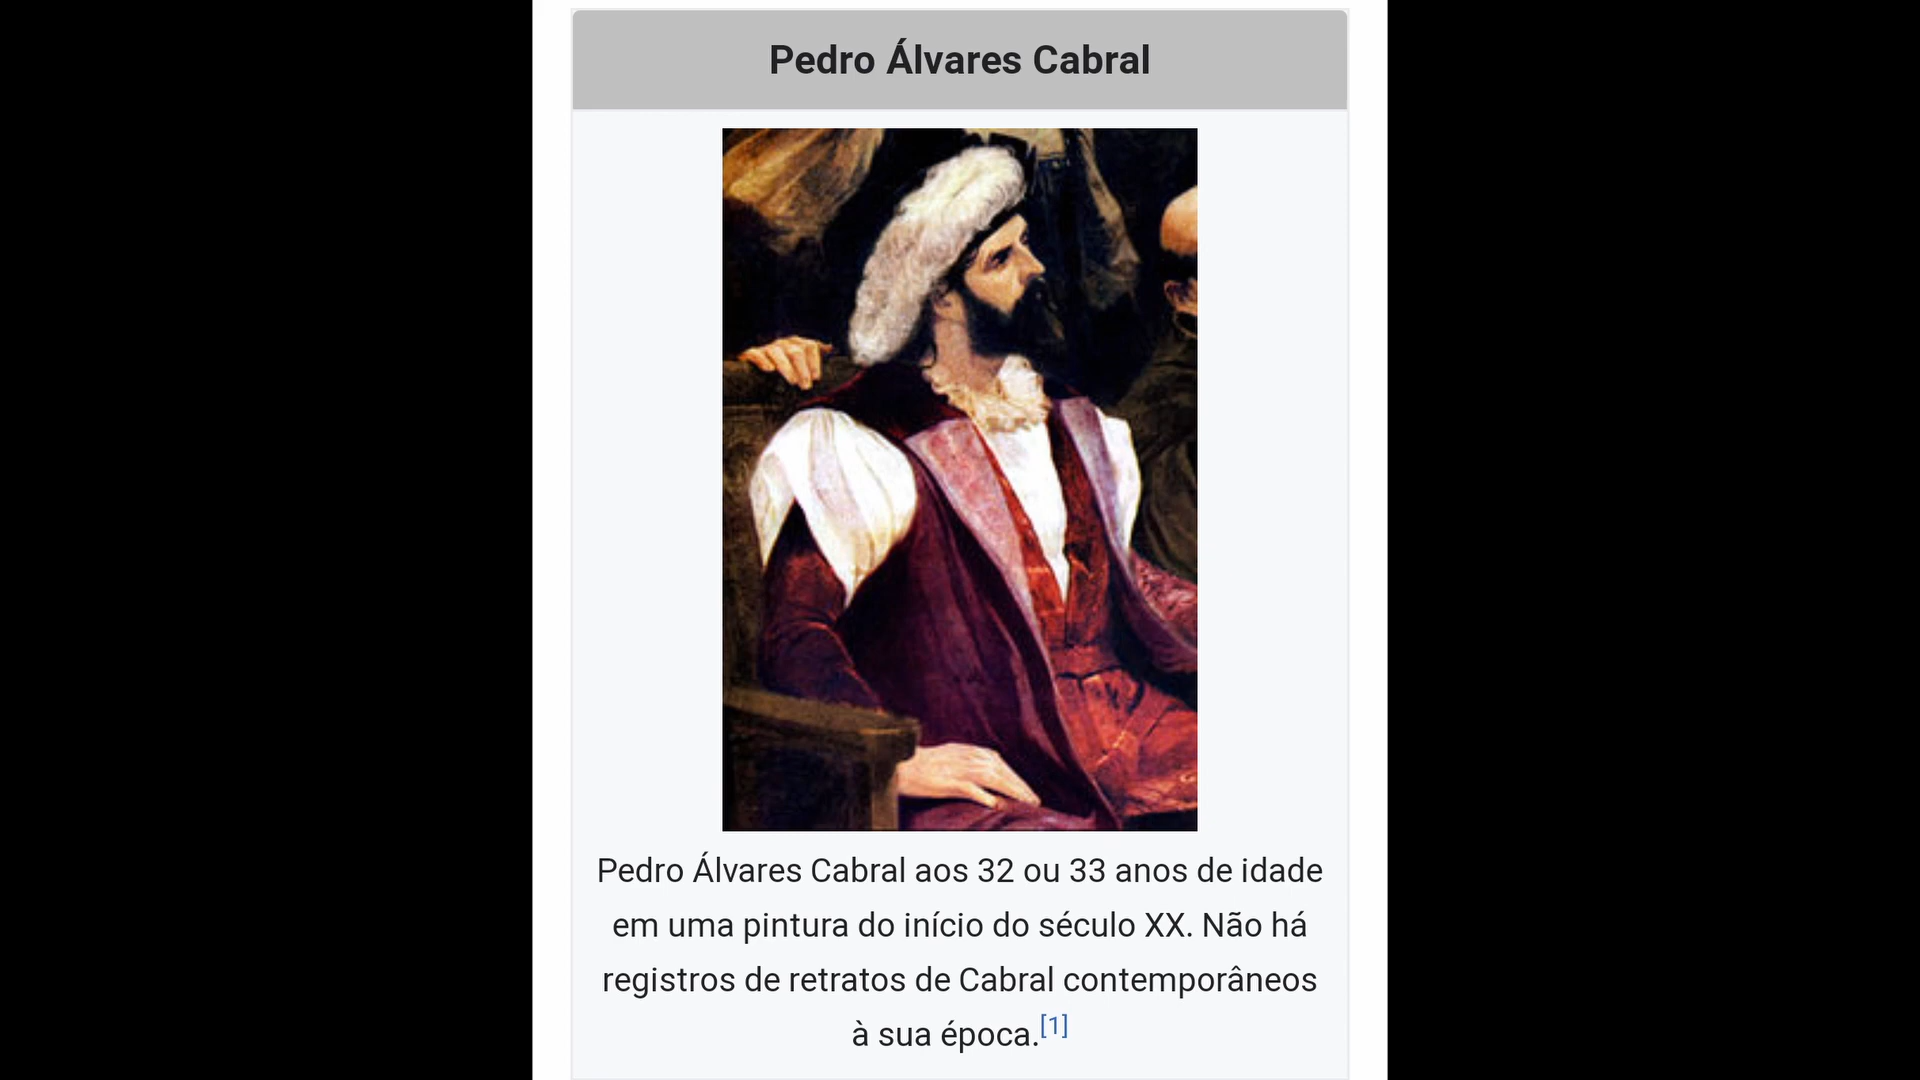 Pedro Álvares Cabral
Pedro Álvares Cabral aos 32 ou 33 anos de idade
em uma pintura do início do século XX. Não há
registros de retratos de Cabral contemporâneos
à sua época.[1]